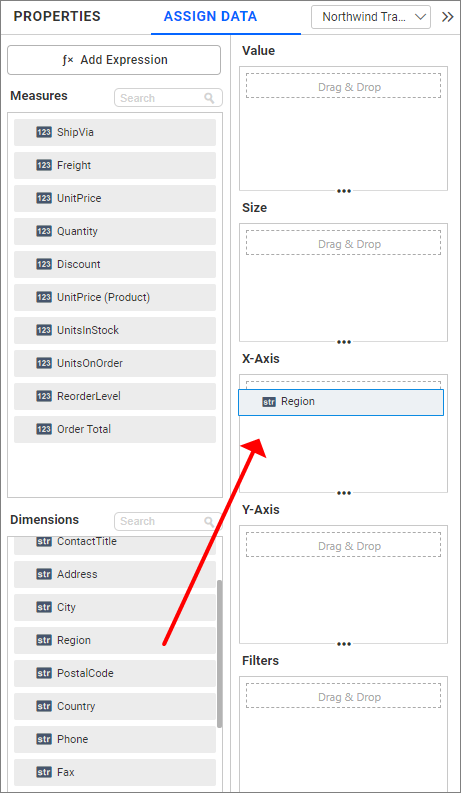 PROPERTIES
ASSIGN DATA
Northwind Tra...
ƒ× Add Expression
Measures
Search
123 ShipVia
123 Freight
123 UnitPrice
123 Quantity
123 Discount
123 UnitPrice (Product)
123 UnitsInStock
123 UnitsOnOrder
123 ReorderLevel
123 Order Total
Dimensions
Search
str ContactTitle
str Address
str City
str Region
str PostalCode
str Country
str Phone
str Fax
Value
Drag & Drop
Size
Drag & Drop
X-Axis
str Region
Y-Axis
Drag & Drop
Filters
Drag & Drop